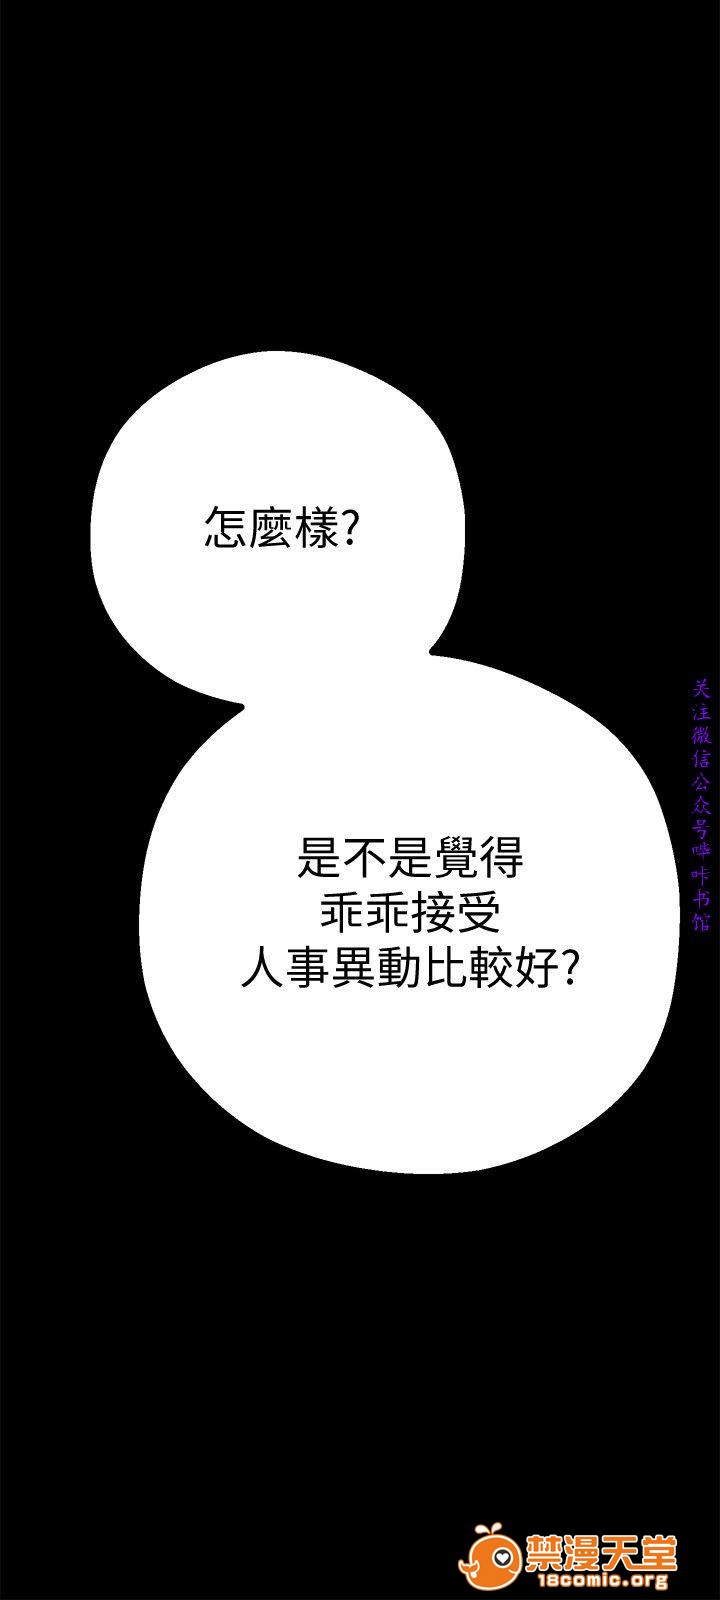 怎麼樣?
是不是覺得
乖乖接受
人事異動比較好?
关注微信公众号哗咔书馆
禁漫天堂
18comic.org